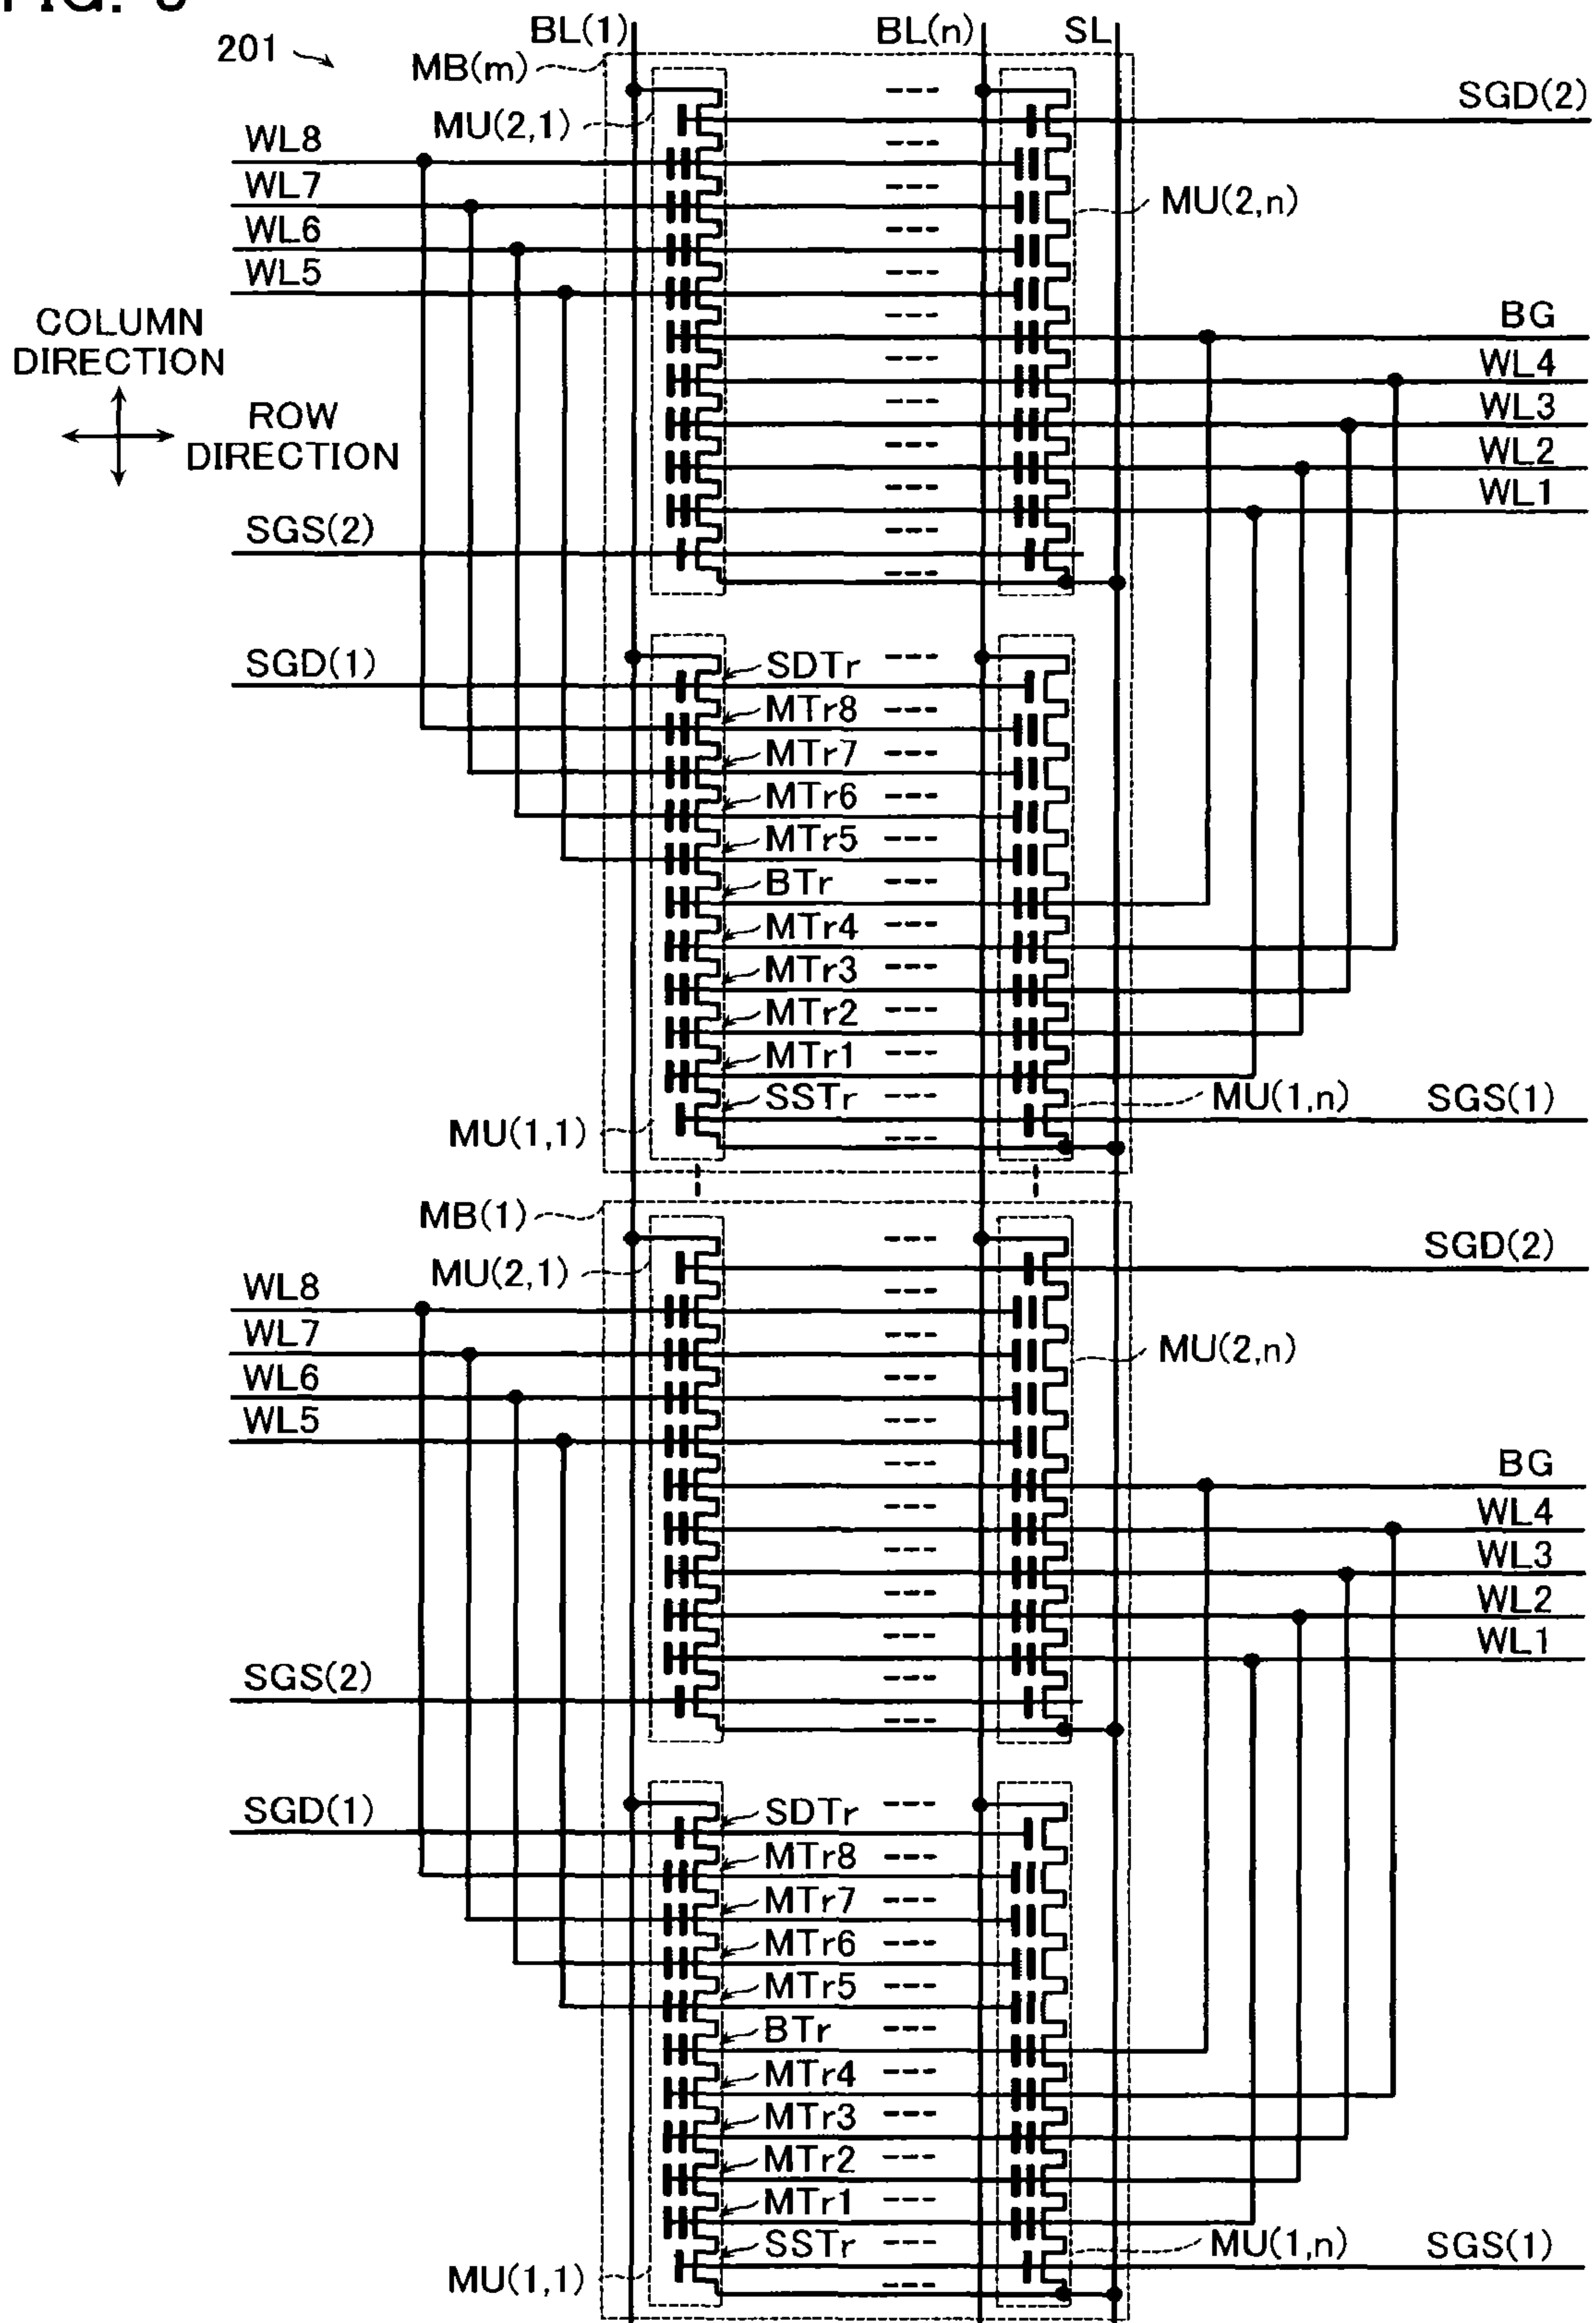 BL(1) BL(n) SL
201
MB(m)
SGD(2)
MU(2,1)
WL8
WL7
MU(2,n)
WL6
WL5
COLUMN
DIRECTION
BG
WL4
ROW
DIRECTION
WL3
WL2
WL1
SGS(2)
SGD(1)
SDTr
MTr8
MTr7
MTr6
MTr5
BTr
MTr4
MTr3
MTr2
MTr1
SSTr
MU(1,n)
SGS(1)
MU(1,1)
MB(1)
SGD(2)
MU(2,1)
WL8
WL7
MU(2,n)
WL6
WL5
BG
WL4
WL3
WL2
WL1
SGS(2)
SGD(1)
SDTr
MTr8
MTr7
MTr6
MTr5
BTr
MTr4
MTr3
MTr2
MTr1
SSTr
MU(1,n)
SGS(1)
MU(1,1)